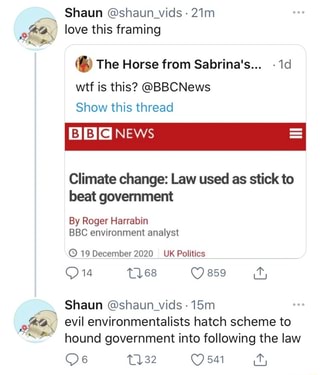 Shaun @shaun_vids · 21m
love this framing
The Horse from Sabrina's... · 1d
wtf is this? @BBCNews
Show this thread
BBC NEWS
Climate change: Law used as stick to
beat government
By Roger Harrabin
BBC environment analyst
19 December 2020 UK Politics
14 68 859
Shaun @shaun_vids · 15m
evil environmentalists hatch scheme to
hound government into following the law
6 32 541